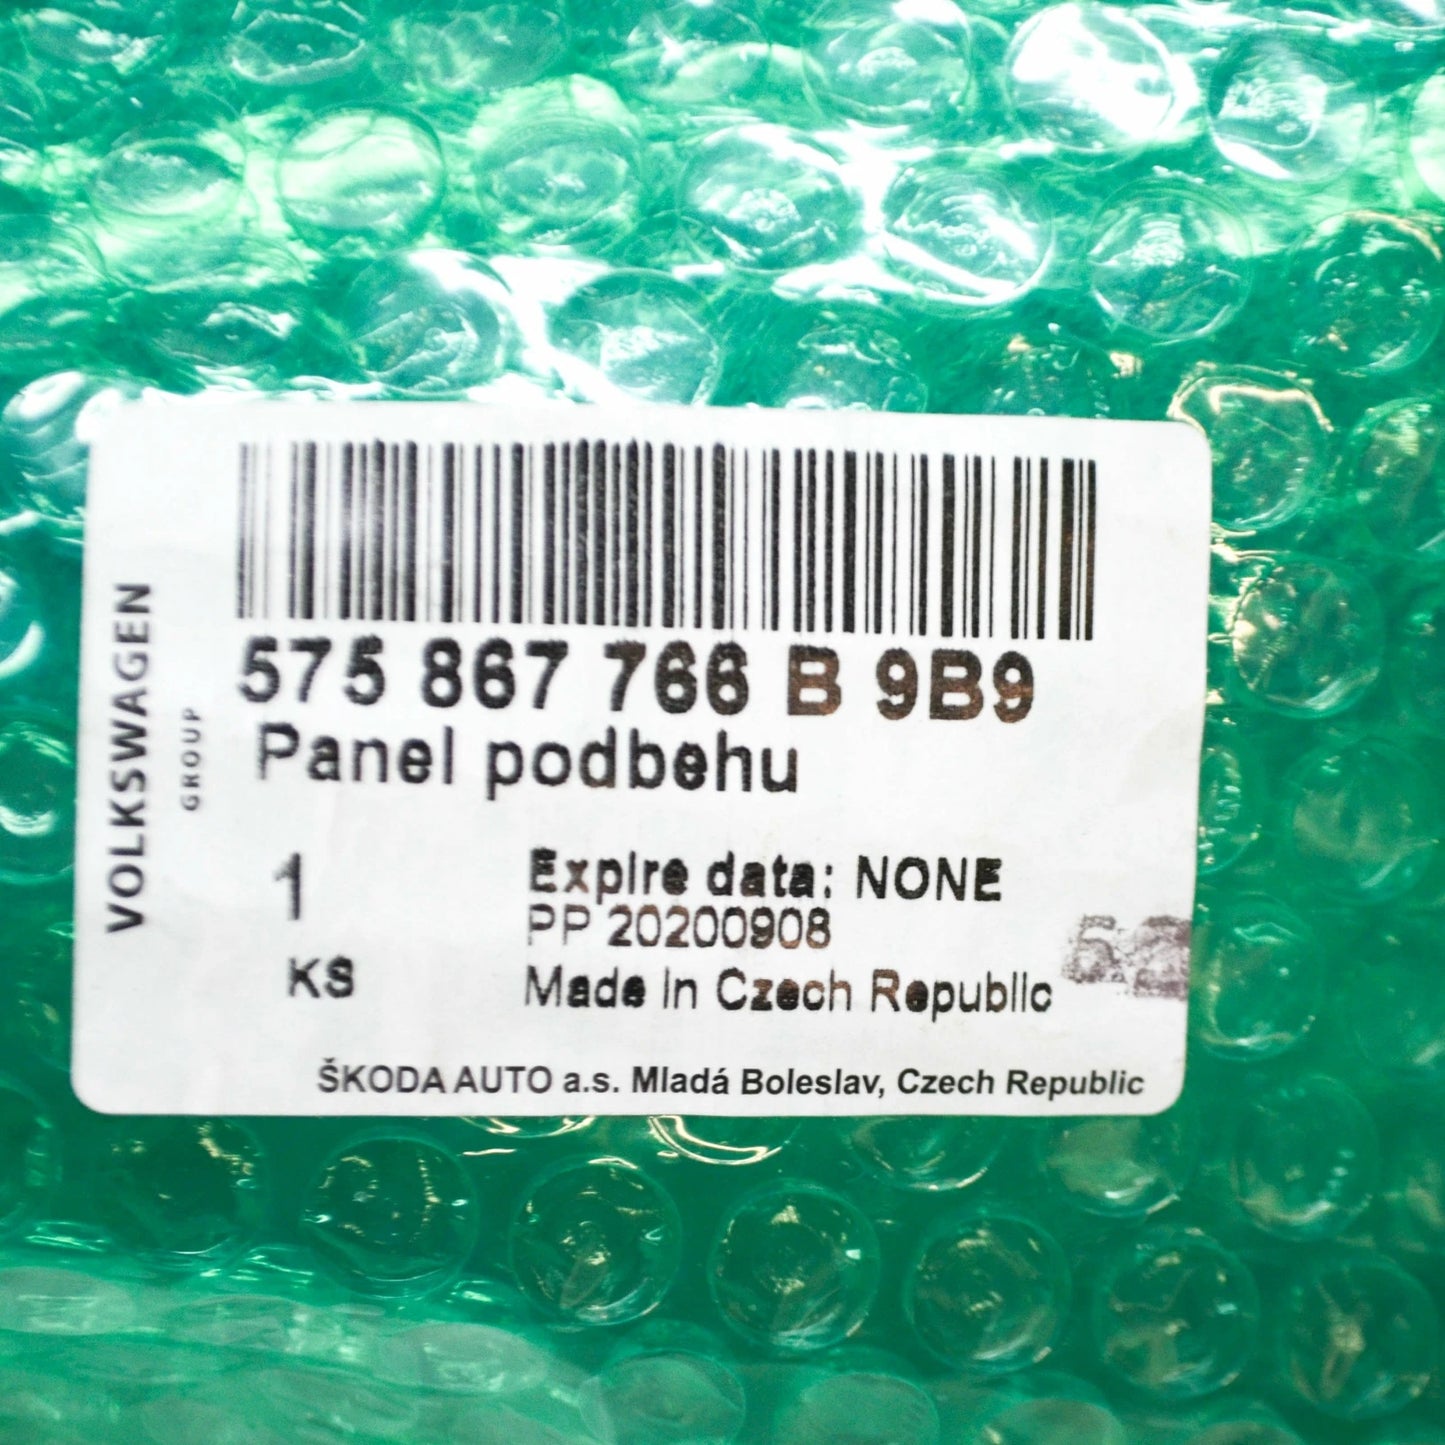 VOLKSWAGEN
GROUP
575 867 766 B 9B9
Panel podbehu
1
KS
Expire data: NONE
PP 20200908
Made in Czech Republic
ŠKODA AUTO a.s. Mladá Boleslav, Czech Republic